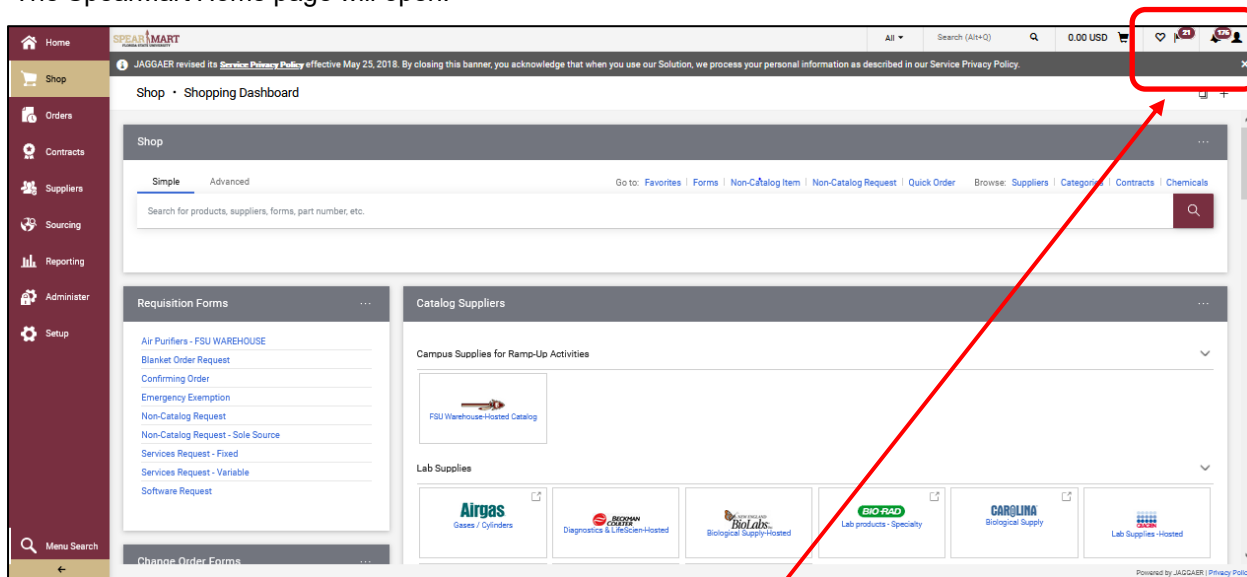 The SpearMart Home page will open.
Home
SPEARMART
FLORIDA STATE UNIVERSITY
All
Search (Alt+Q)
0.00 USD
21
175
JAGGAER revised its Service Privacy Policy effective May 25, 2018. By closing this banner, you acknowledge that when you use our Solution, we process your personal information as described in our Service Privacy Policy.
×
Shop
Shop • Shopping Dashboard
Orders
Contracts
Suppliers
Sourcing
Reporting
Administer
Setup
Menu Search
Shop
Simple Advanced
Go to: Favorites | Forms | Non-Catalog Item | Non-Catalog Request | Quick Order Browse: Suppliers | Categories | Contracts | Chemicals
Search for products, suppliers, forms, part number, etc.
Requisition Forms
Air Purifiers - FSU WAREHOUSE
Blanket Order Request
Confirming Order
Emergency Exemption
Non-Catalog Request
Non-Catalog Request - Sole Source
Services Request - Fixed
Services Request - Variable
Software Request
Change Order Forms
Catalog Suppliers
Campus Supplies for Ramp-Up Activities
FSU Warehouse-Hosted Catalog
Lab Supplies
Airgas
Gases / Cylinders
BECKMAN
COULTER
Diagnostics & LifeScien-Hosted
NEW ENGLAND
BioLabs
Biological Supply-Hosted
BIO-RAD
Lab products - Specialty
CAROLINA
Biological Supply
Lab Supplies -Hosted
Powered by JAGGAER | Privacy Polic